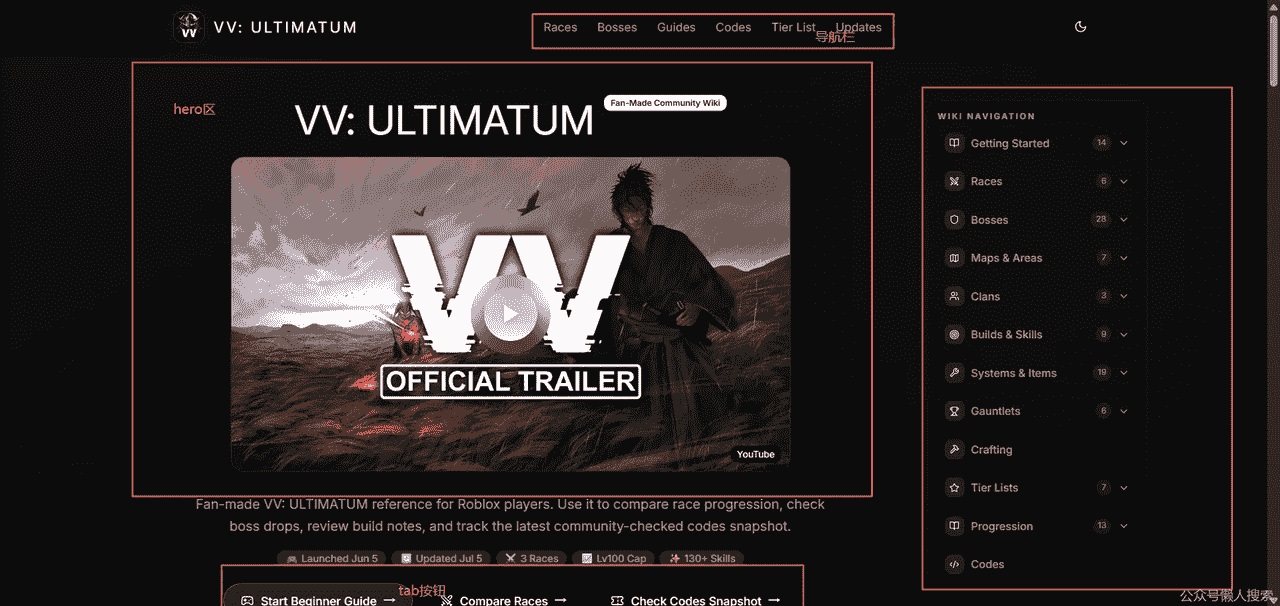 VV: ULTIMATUM
Races Bosses Guides Codes Tier List Updates
导航栏
hero区
VV: ULTIMATUM
Fan-Made Community Wiki
VV
OFFICIAL TRAILER
YouTube
Fan-made VV: ULTIMATUM reference for Roblox players. Use it to compare race progression, check
boss drops, review build notes, and track the latest community-checked codes snapshot.
Launched Jun 5 Updated Jul 5 3 Races Lv100 Cap 130+ Skills
tab按钮
Start Beginner Guide → Compare Races → Check Codes Snapshot →
WIKI NAVIGATION
Getting Started 14
Races 6
Bosses 28
Maps & Areas 7
Clans 3
Builds & Skills 9
Systems & Items 19
Gauntlets 6
Crafting
Tier Lists 7
Progression 13
Codes
公众号懒人搜索